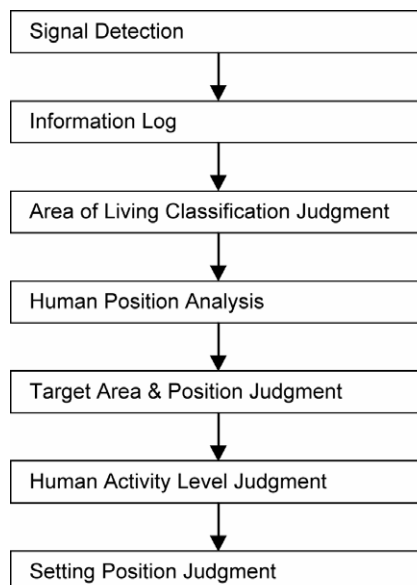 Signal Detection
Information Log
Area of Living Classification Judgment
Human Position Analysis
Target Area & Position Judgment
Human Activity Level Judgment
Setting Position Judgment